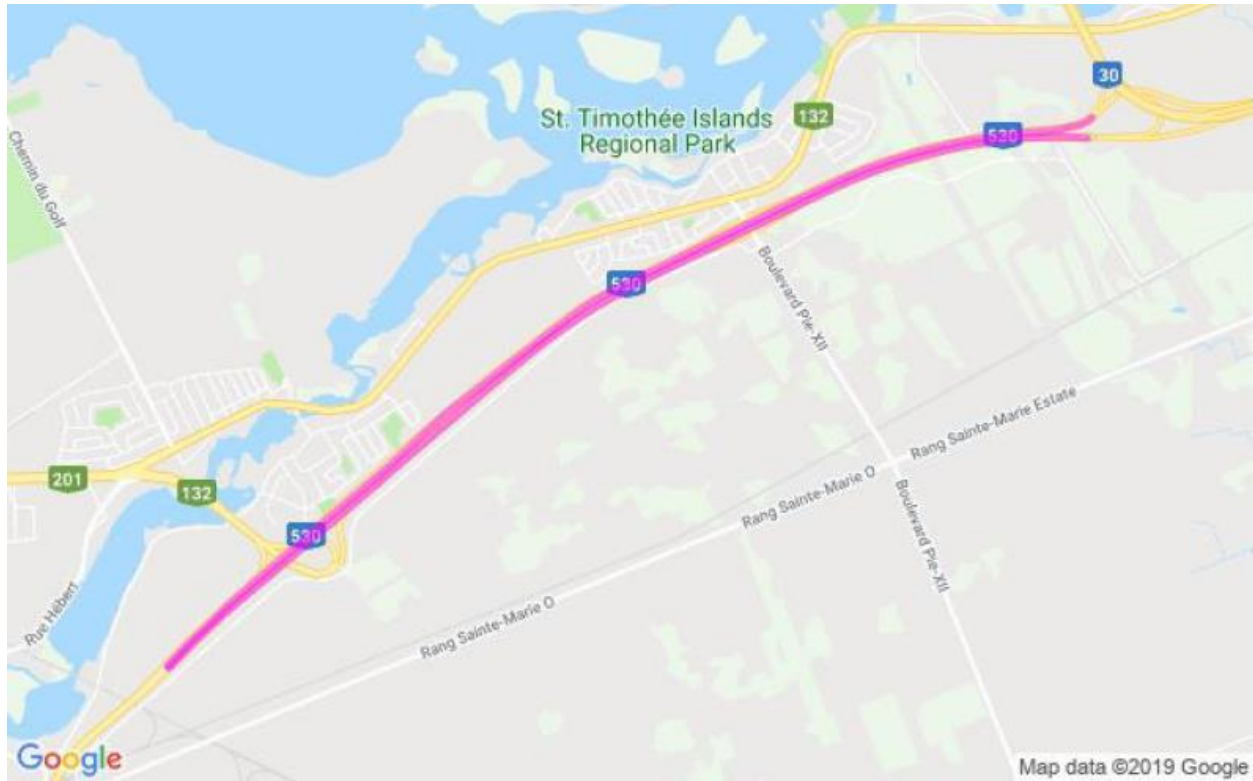 30
132
St. Timothée Islands
Regional Park
530
Chemin du Golf
530
Boulevard Pie-XII
Rang Sainte-Marie Estate
201
132
Rang Sainte-Marie O
Boulevard Pie-XII
530
Rue Hébert
Rang Sainte-Marie O
Google
Map data ©2019 Google